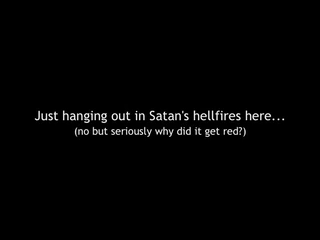 Just hanging out in Satan's hellfires here...
(no but seriously why did it get red?)